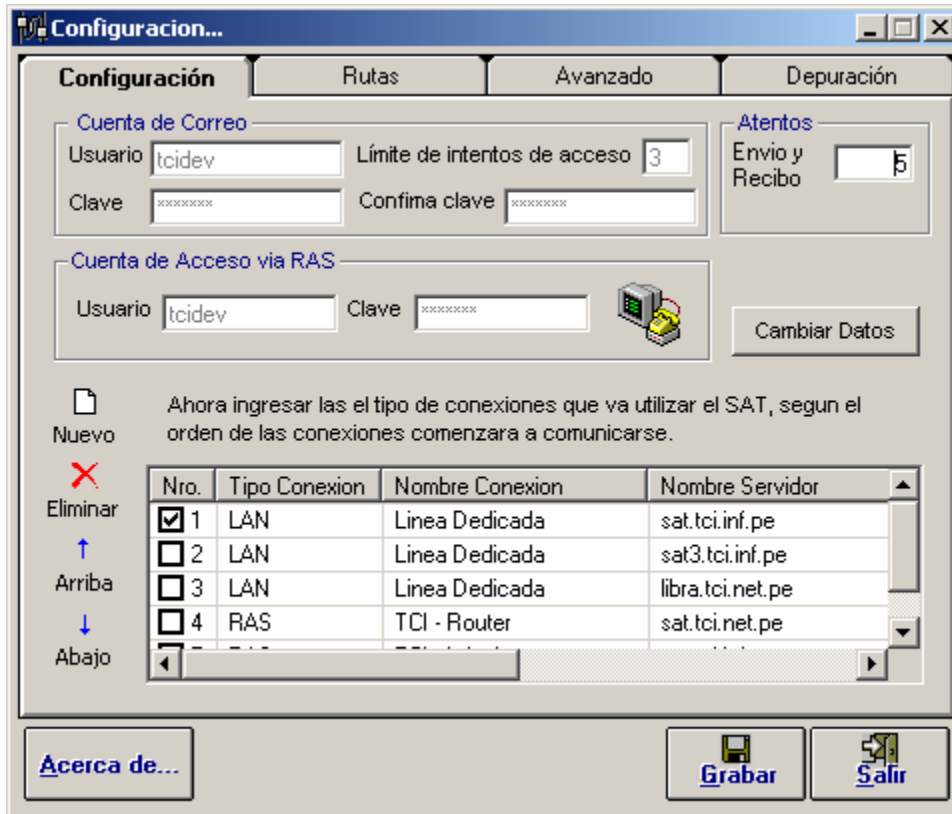 Configuracion...
Configuración Rutas Avanzado Depuración
Cuenta de Correo
Usuario tcidev Límite de intentos de acceso 3
Clave ******* Confima clave *******
Atentos
Envio y
Recibo 5
Cuenta de Acceso via RAS
Usuario tcidev Clave *******
Cambiar Datos
Nuevo
Eliminar
Arriba
Abajo
Ahora ingresar las el tipo de conexiones que va utilizar el SAT, segun el
orden de las conexiones comenzara a comunicarse.
Nro. Tipo Conexion Nombre Conexion Nombre Servidor
1 LAN Linea Dedicada sat.tci.inf.pe
2 LAN Linea Dedicada sat3.tci.inf.pe
3 LAN Linea Dedicada libra.tci.net.pe
4 RAS TCI - Router sat.tci.net.pe
Acerca de... Grabar Salir